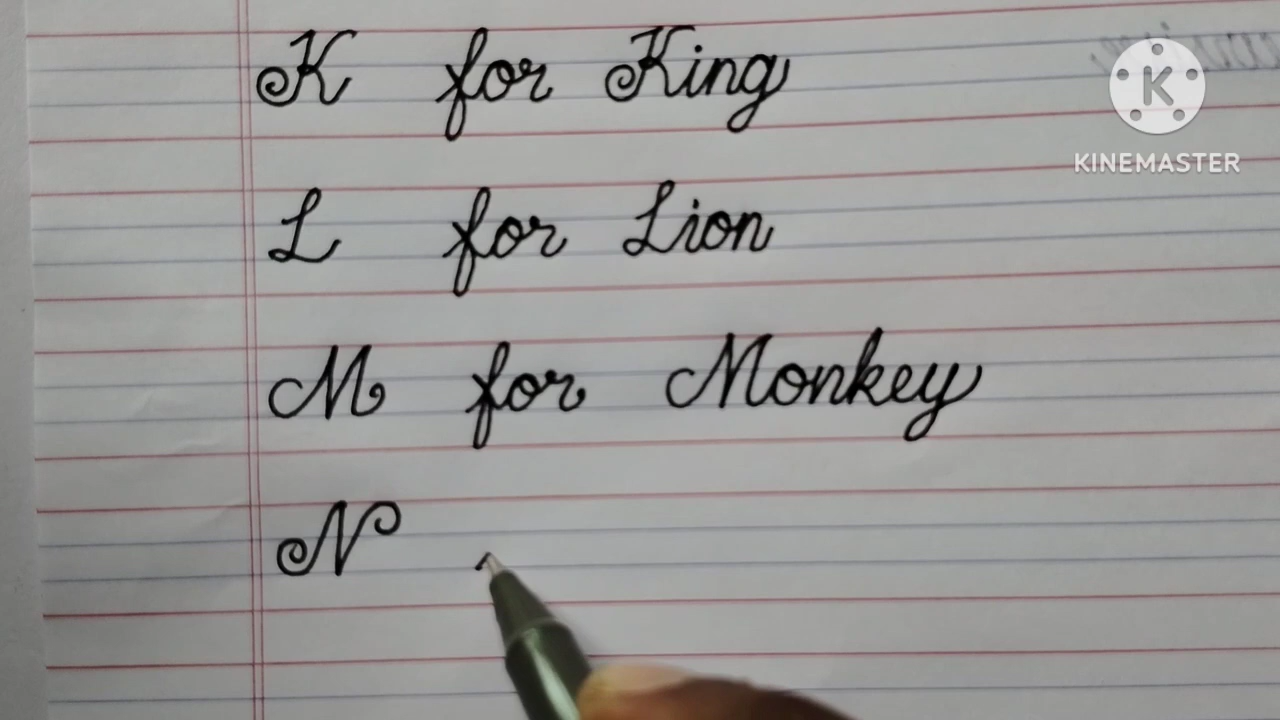 K for King
L for Lion
M for Monkey
N
KINEMASTER